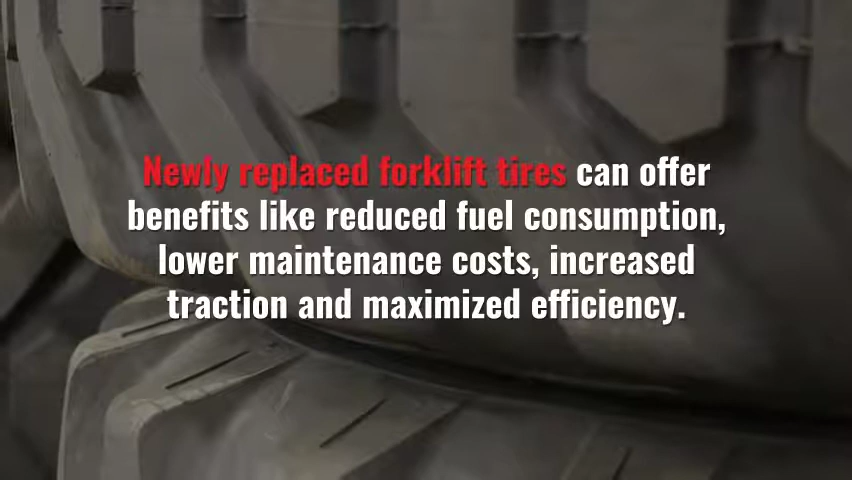 Newly replaced forklift tires can offer
benefits like reduced fuel consumption,
lower maintenance costs, increased
traction and maximized efficiency.